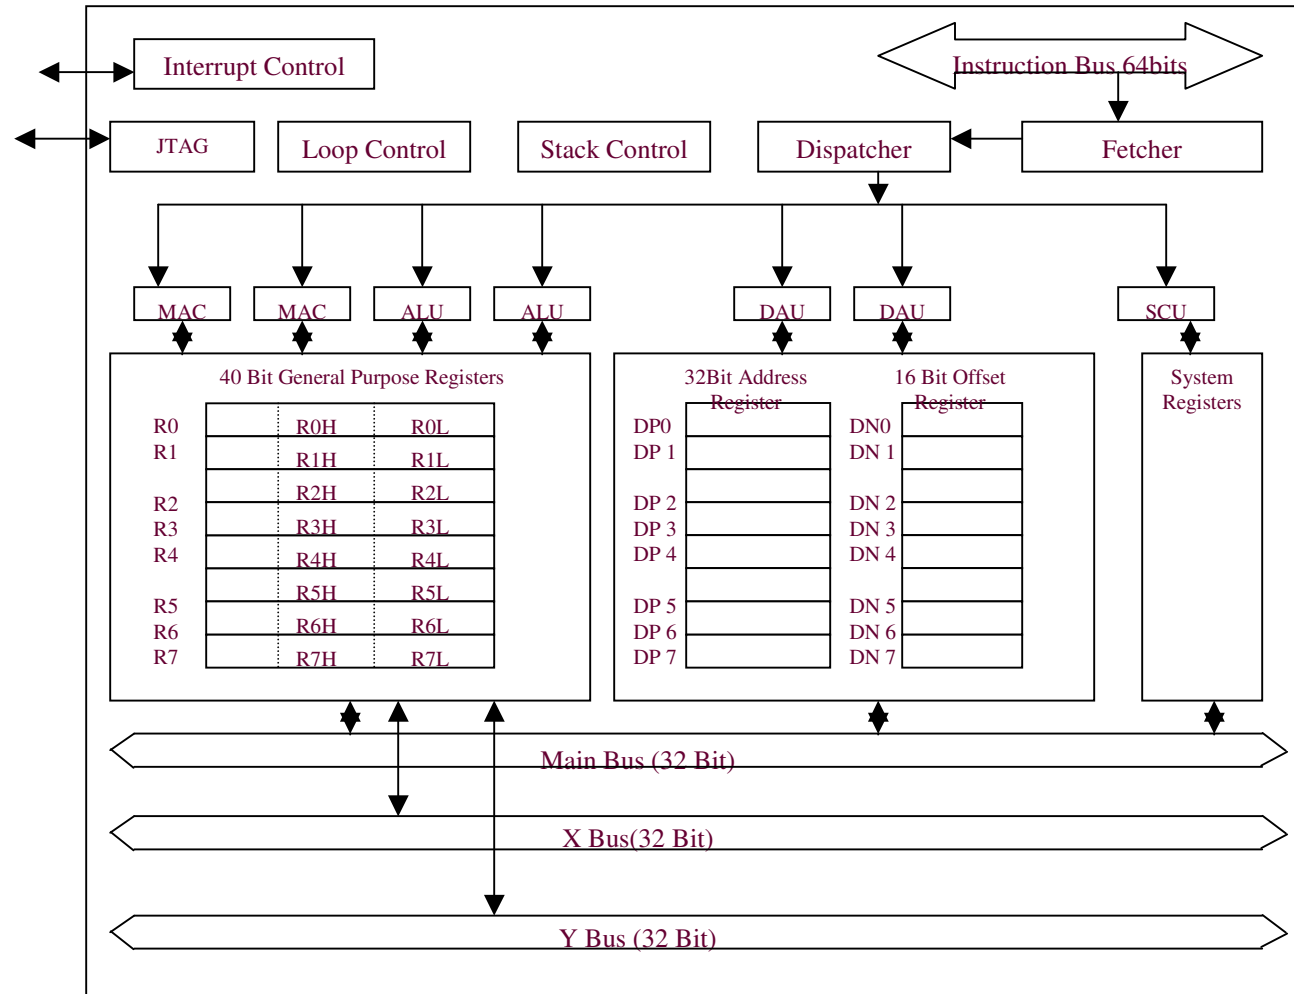 Interrupt Control
Instruction Bus 64bits
JTAG
Loop Control
Stack Control
Dispatcher
Fetcher
MAC
MAC
ALU
ALU
DAU
DAU
SCU
40 Bit General Purpose Registers
R0 R0H R0L
R1 R1H R1L
R2 R2H R2L
R3 R3H R3L
R4 R4H R4L
R5 R5H R5L
R6 R6H R6L
R7 R7H R7L
32Bit Address
Register
16 Bit Offset
Register
DP0 DN0
DP 1 DN 1
DP 2 DN 2
DP 3 DN 3
DP 4 DN 4
DP 5 DN 5
DP 6 DN 6
DP 7 DN 7
System
Registers
Main Bus (32 Bit)
X Bus(32 Bit)
Y Bus (32 Bit)